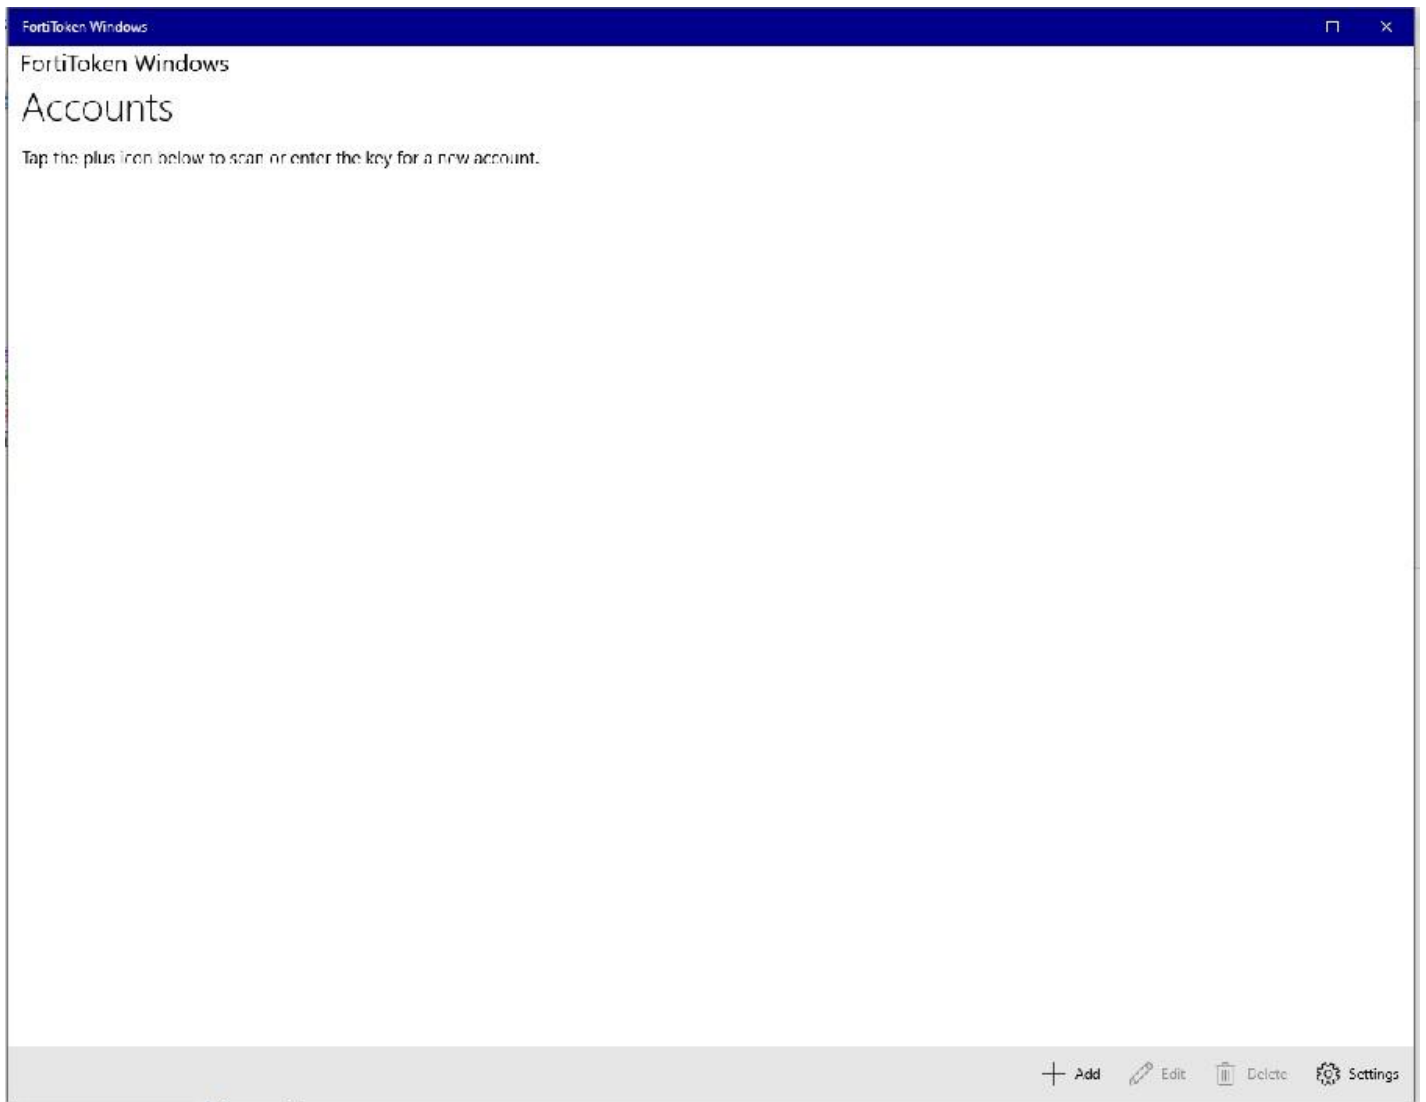 FortiToken Windows
FortiToken Windows
Accounts
Tap the plus icon below to scan or enter the key for a new account.
Add Edit Delete Settings